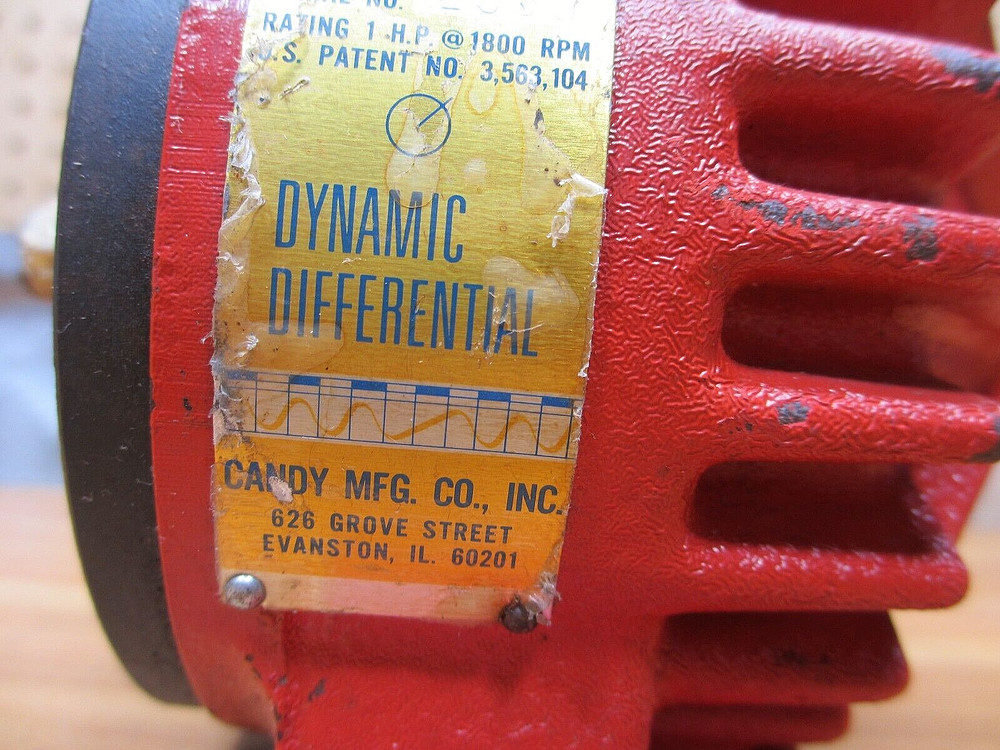 NO.
RATING 1 H.P. @ 1800 RPM
U.S. PATENT NO. 3,563,104
DYNAMIC
DIFFERENTIAL
CANDY MFG. CO., INC.
626 GROVE STREET
EVANSTON, IL. 60201